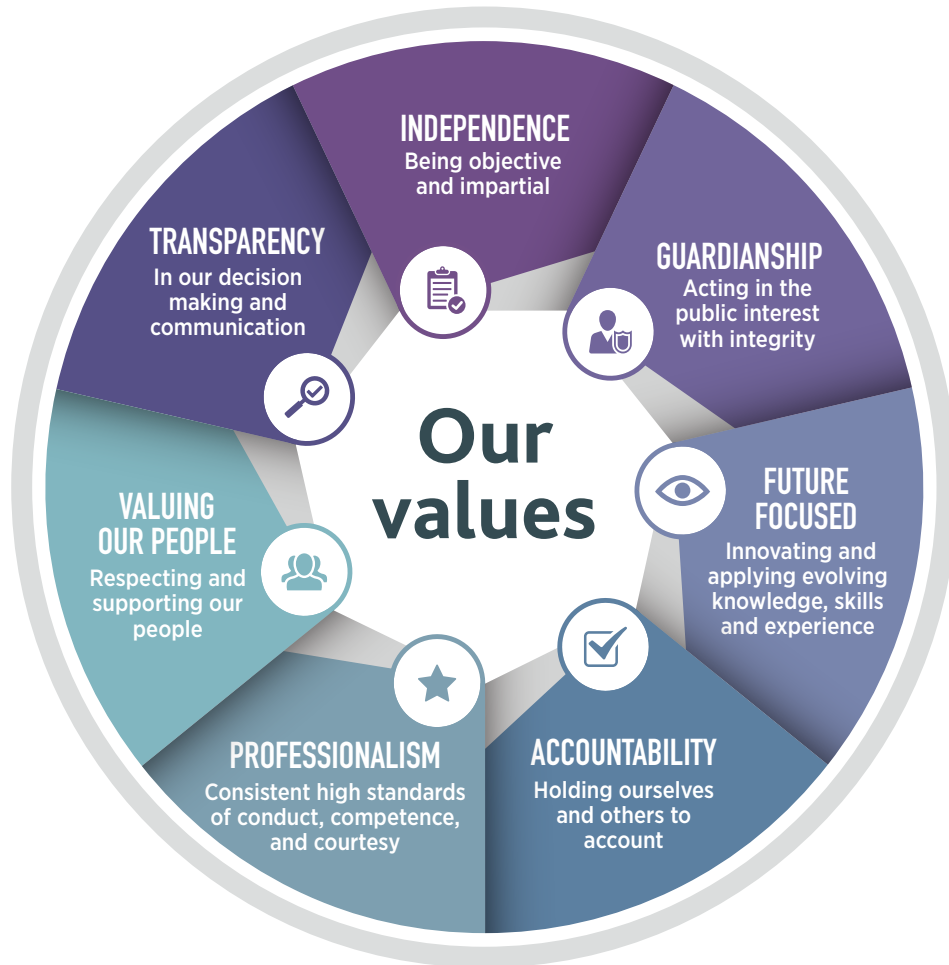 Our
values
INDEPENDENCE
Being objective
and impartial
GUARDIANSHIP
Acting in the
public interest
with integrity
FUTURE
FOCUSED
Innovating and
applying evolving
knowledge, skills
and experience
ACCOUNTABILITY
Holding ourselves
and others to
account
PROFESSIONALISM
Consistent high standards
of conduct, competence,
and courtesy
VALUING
OUR PEOPLE
Respecting and
supporting our
people
TRANSPARENCY
In our decision
making and
communication